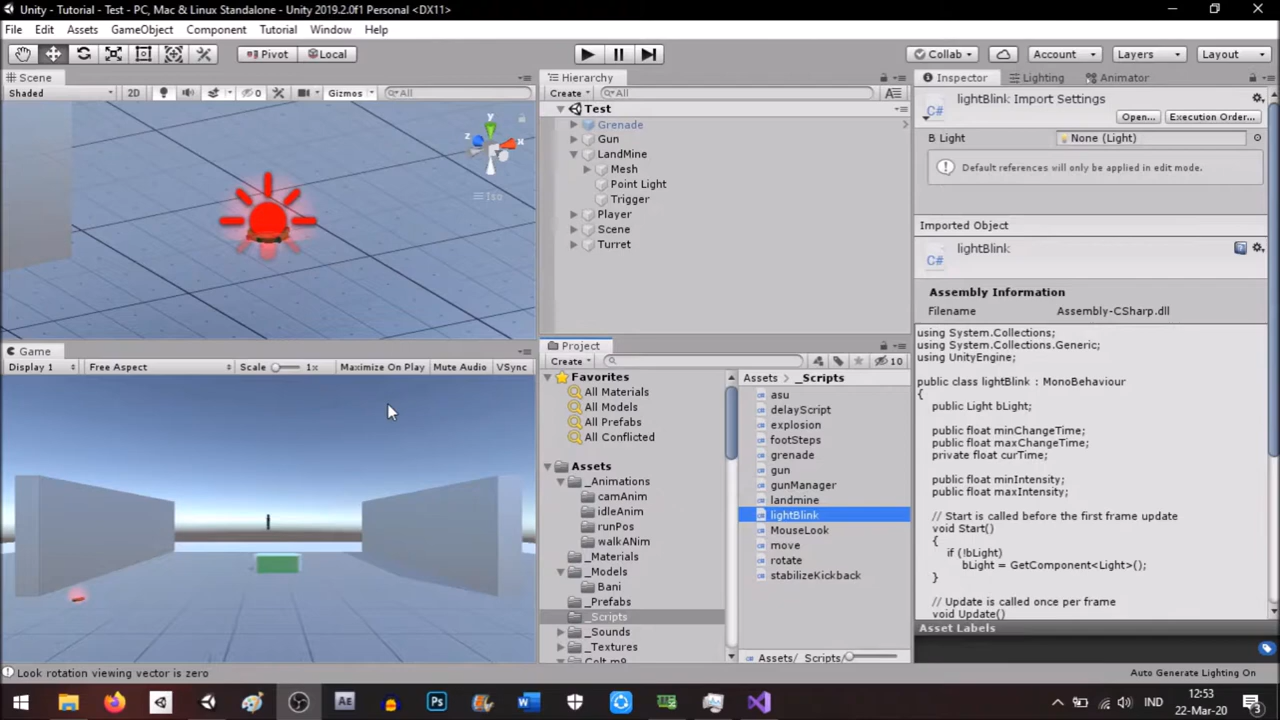 Unity - Tutorial - Test - PC, Mac & Linux Standalone - Unity 2019.2.0f1 Personal <DX11>
File Edit Assets GameObject Component Tutorial Window Help
Pivot Local Collab Account Layers Layout
Scene
Shaded 2D 0 Gizmos All
y
x
z
Iso
Game
Display 1 Free Aspect Scale 1x Maximize On Play Mute Audio VSync
Hierarchy
Create All
Test
Grenade
Gun
LandMine
Mesh
Point Light
Trigger
Player
Scene
Turret
Project
Create 10
Favorites
All Materials
All Models
All Prefabs
All Conflicted
Assets
_Animations
camAnim
idleAnim
runPos
walkANim
_Materials
_Models
Bani
_Prefabs
_Scripts
_Sounds
_Textures
Colt m9
Assets _Scripts
asu
delayScript
explosion
footSteps
grenade
gun
gunManager
landmine
lightBlink
MouseLook
move
rotate
stabilizeKickback
Assets/_Scripts/
Inspector Lighting Animator
lightBlink: Import Settings
C#
Open... Execution Order...
B Light None (Light)
Default references will only be applied in edit mode.
Imported Object
lightBlink
C#
Assembly Information
Filename Assembly-CSharp.dll
using System.Collections;
using System.Collections.Generic;
using UnityEngine;
public class lightBlink : MonoBehaviour
{
public Light bLight;
public float minChangeTime;
public float maxChangeTime;
private float curTime;
public float minIntensity;
public float maxIntensity;
// Start is called before the first frame update
void Start()
{
if (!bLight)
bLight = GetComponent<Light>();
}
// Update is called once per frame
void Update()
Asset Labels
Look rotation viewing vector is zero
Auto Generate Lighting On
Ae Ps W IND 12:53
22-Mar-20
3